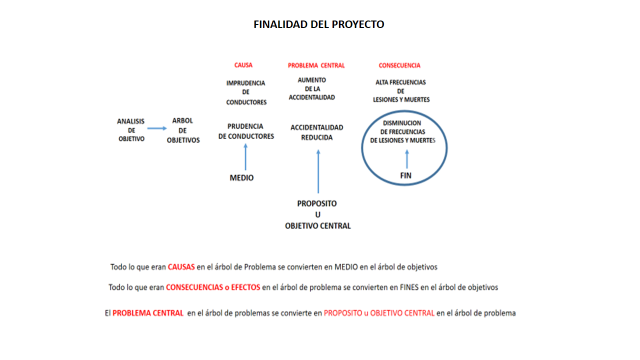 FINALIDAD DEL PROYECTO
CAUSA
PROBLEMA CENTRAL
CONSECUENCIA
IMPRUDENCIA
DE
CONDUCTORES
AUMENTO
DE LA
ACCIDENTALIDAD
ALTA FRECUENCIAS
DE
LESIONES Y MUERTES
ANALISIS
DE
OBJETIVO
ARBOL
DE
OBJETIVOS
PRUDENCIA
DE CONDUCTORES
ACCIDENTALIDAD
REDUCIDA
DISMINUCION
DE FRECUENCIAS
DE LESIONES Y MUERTES
MEDIO
FIN
PROPOSITO
U
OBJETIVO CENTRAL
Todo lo que eran CAUSAS en el árbol de Problema se convierten en MEDIO en el árbol de objetivos
Todo lo que eran CONSECUENCIAS o EFECTOS en el árbol de problema se convierten en FINES en el árbol de objetivos
El PROBLEMA CENTRAL en el árbol de problemas se convierte en PROPOSITO u OBJETIVO CENTRAL en el árbol de problema